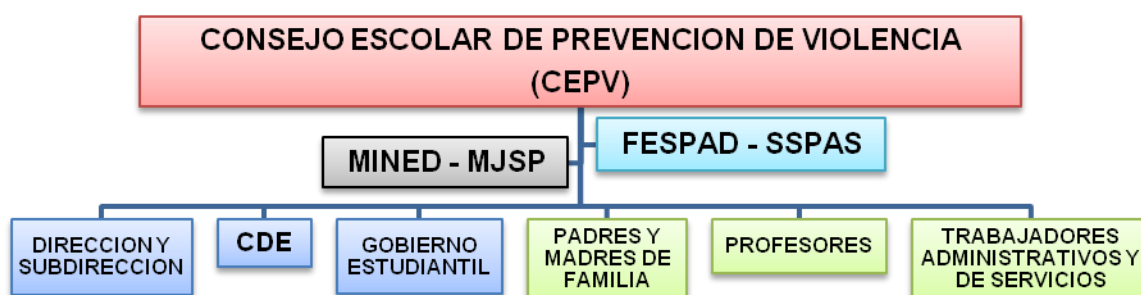 CONSEJO ESCOLAR DE PREVENCION DE VIOLENCIA
(CEPV)
FESPAD - SSPAS
MINED - MJSP
DIRECCION Y
SUBDIRECCION
CDE
GOBIERNO
ESTUDIANTIL
PADRES Y
MADRES DE
FAMILIA
PROFESORES
TRABAJADORES
ADMINISTRATIVOS Y
DE SERVICIOS